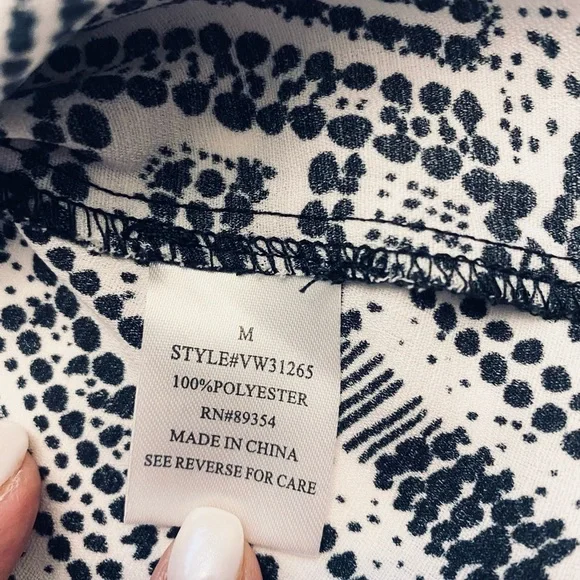 M
STYLE#VW31265
100%POLYESTER
RN#89354
MADE IN CHINA
SEE REVERSE FOR CARE